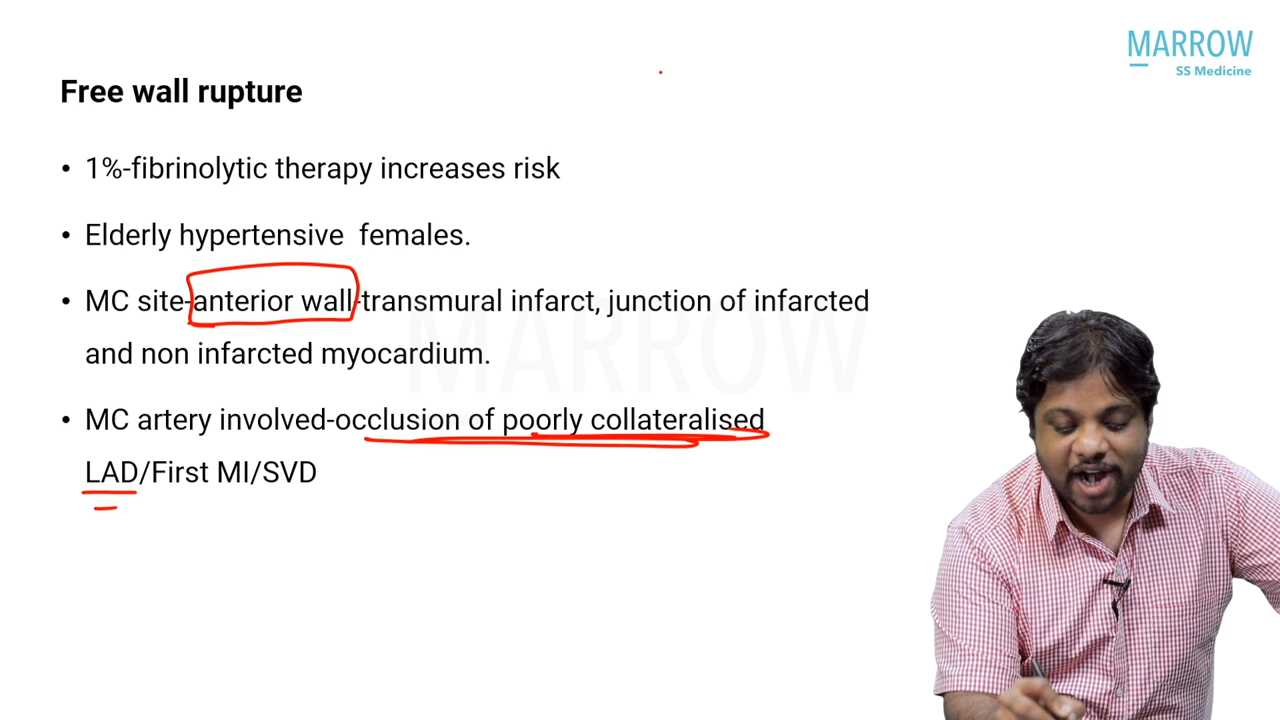 MARROW
SS Medicine
Free wall rupture
• 1%-fibrinolytic therapy increases risk
• Elderly hypertensive females.
• MC site-anterior wall-transmural infarct, junction of infarcted
and non infarcted myocardium.
• MC artery involved-occlusion of poorly collateralised
LAD/First MI/SVD
MARROW